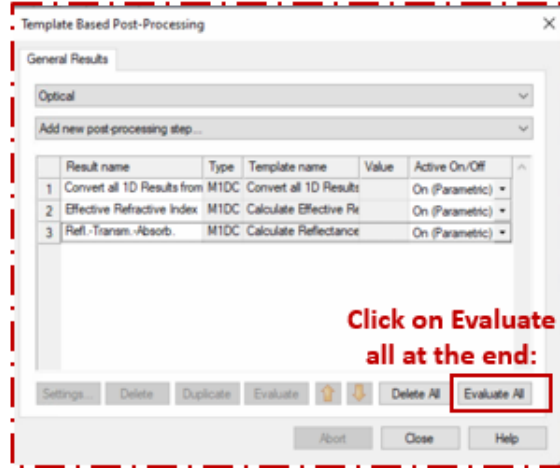 Template Based Post-Processing
General Results
Optical
Add new post-processing step...
Result name Type Template name Value Active On/Off
1 Convert all 1D Results from M1DC Convert all 1D Results On (Parametric)
2 Effective Refractive Index M1DC Calculate Effective Re On (Parametric)
3 Refl.-Transm.-Absorb. M1DC Calculate Reflectance On (Parametric)
Click on Evaluate
all at the end:
Settings... Delete Duplicate Evaluate Delete All Evaluate All
Abort Close Help